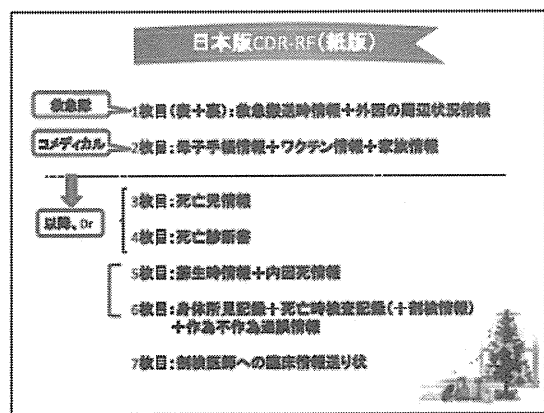 日本版CDR-RF(紙版)
救急隊
1枚目(表+裏):救急搬送時情報+外因の周辺状況情報
コメディカル
2枚目:母子手帳情報+ワクチン情報+家族情報
3枚目:死亡児情報
以降、Dr
4枚目:死亡診断書
5枚目:蘇生時情報+内因死情報
6枚目:身体所見記録+死亡時検査記録(+剖検情報)
+作為不作為過誤情報
7枚目:剖検医師への臨床情報送り状